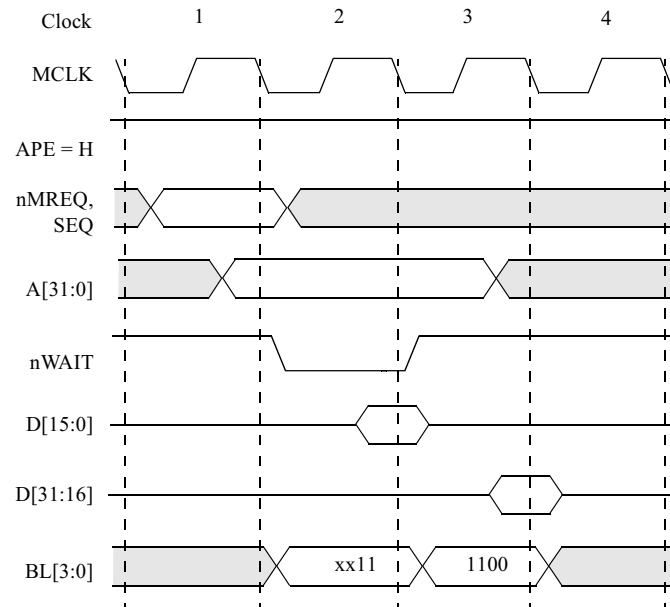 Clock 1 2 3 4
MCLK
APE = H
nMREQ,
SEQ
A[31:0]
nWAIT
D[15:0]
D[31:16]
BL[3:0] xx11 1100